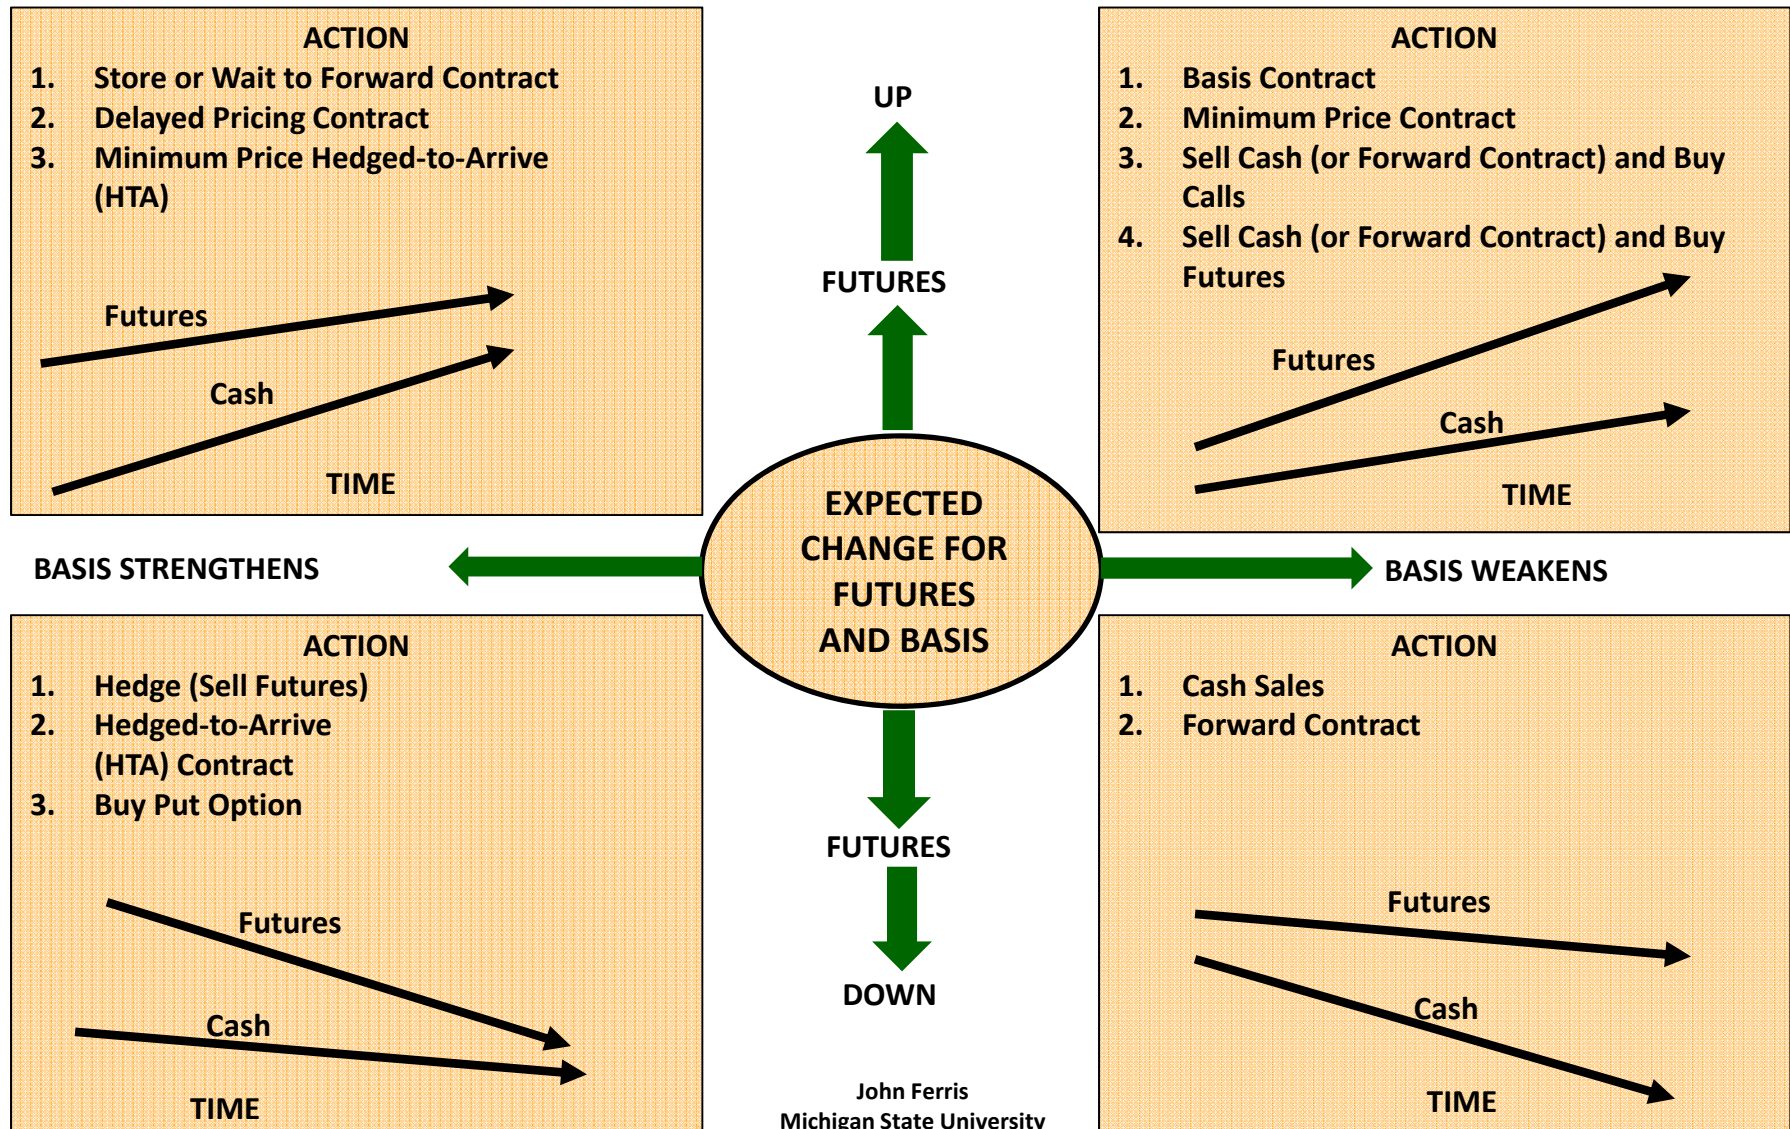 ACTION
1. Store or Wait to Forward Contract
2. Delayed Pricing Contract
3. Minimum Price Hedged-to-Arrive
(HTA)
Futures
Cash
TIME
UP
FUTURES
ACTION
1. Basis Contract
2. Minimum Price Contract
3. Sell Cash (or Forward Contract) and Buy
Calls
4. Sell Cash (or Forward Contract) and Buy
Futures
Futures
Cash
TIME
BASIS STRENGTHENS
EXPECTED
CHANGE FOR
FUTURES
AND BASIS
BASIS WEAKENS
ACTION
1. Hedge (Sell Futures)
2. Hedged-to-Arrive
(HTA) Contract
3. Buy Put Option
Futures
Cash
TIME
FUTURES
DOWN
John Ferris
Michigan State University
ACTION
1. Cash Sales
2. Forward Contract
Futures
Cash
TIME